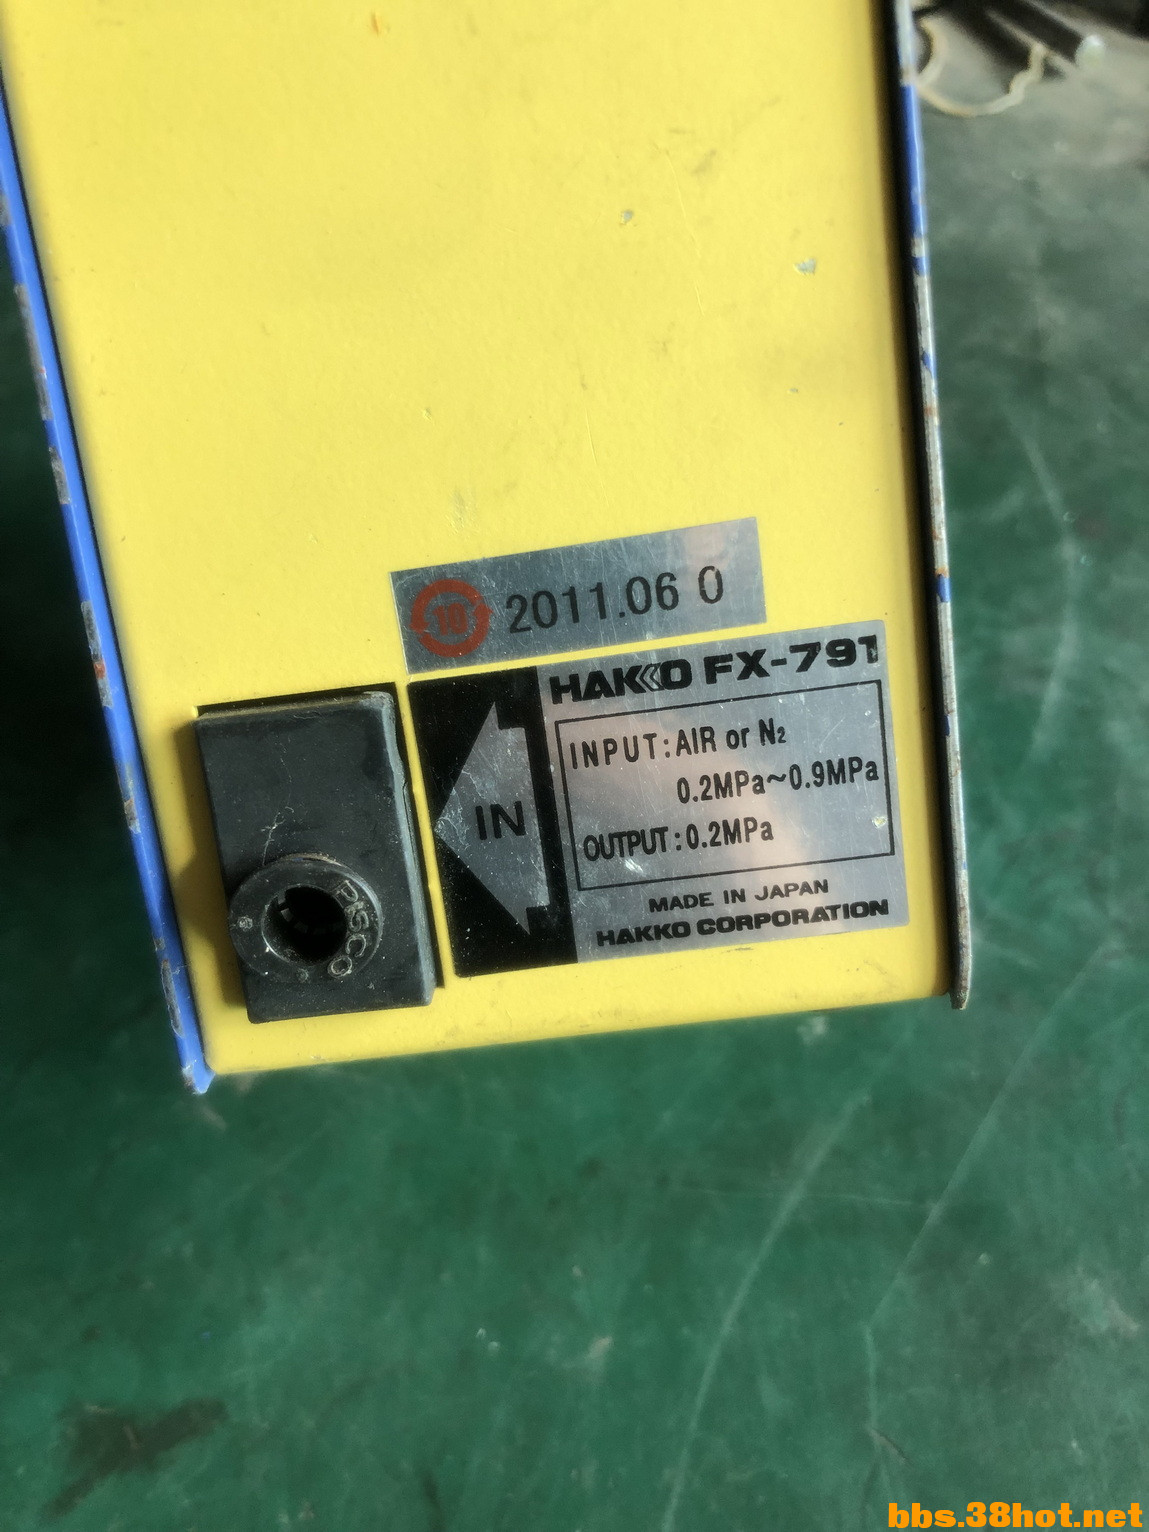 10 2011.06 0
HAKKO FX-791
INPUT:AIR or N2
0.2MPa~0.9MPa
OUTPUT:0.2MPa
IN
MADE IN JAPAN
HAKKO CORPORATION
PISCO
bbs.38hot.net